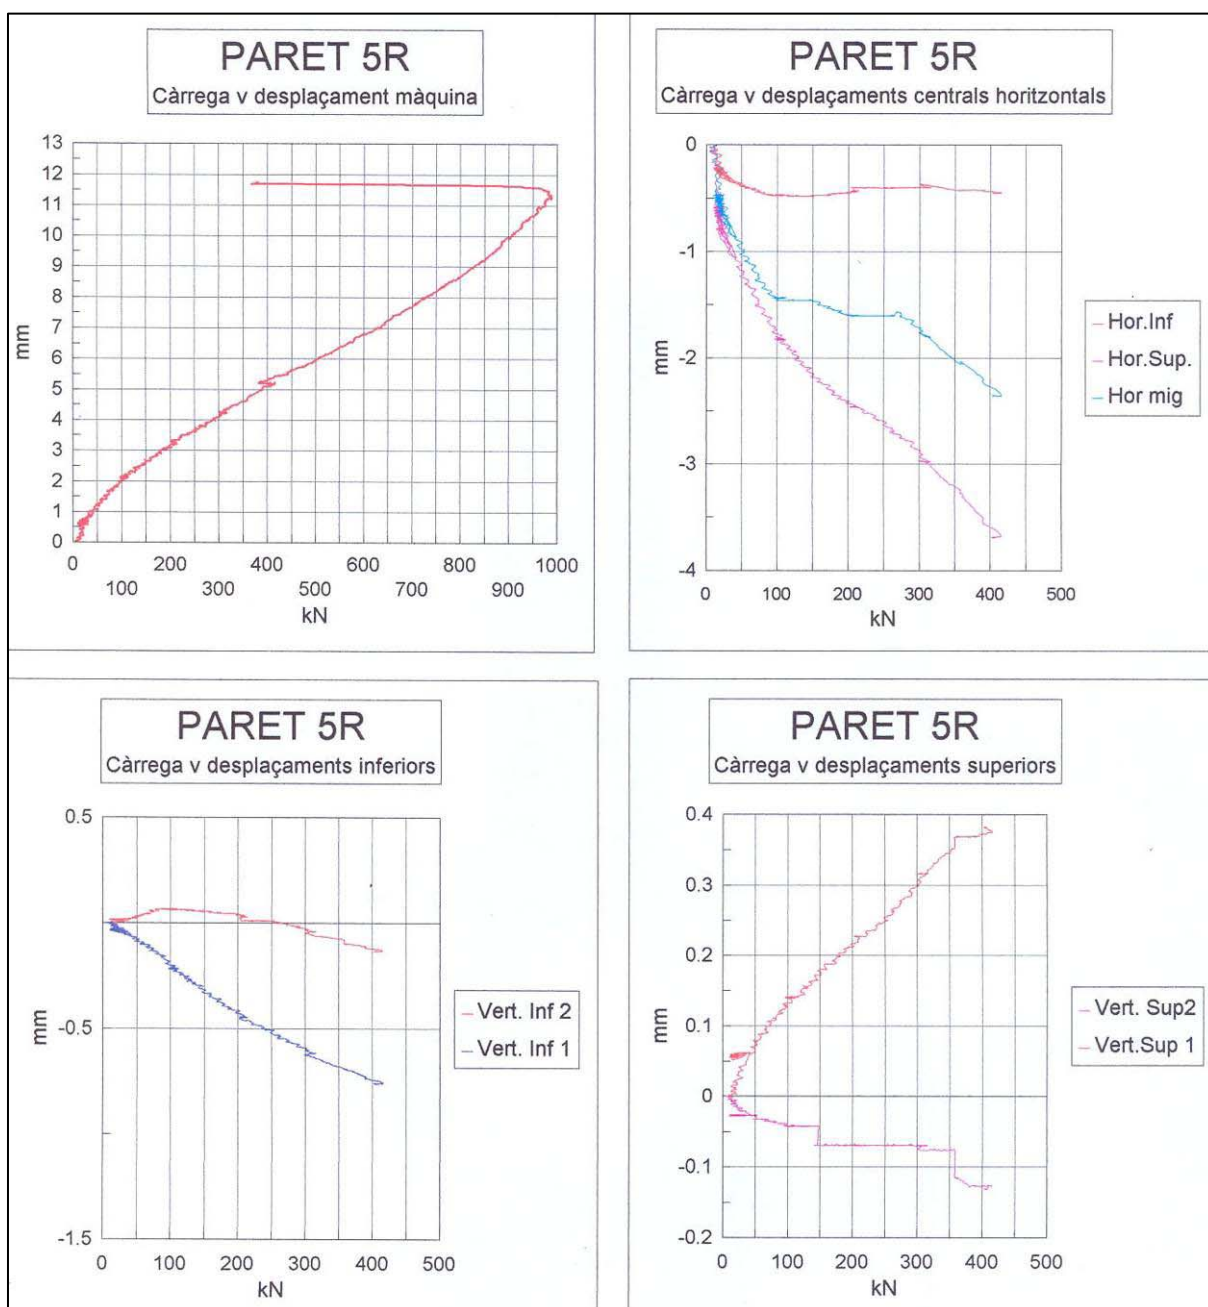 PARET 5R
Càrrega v desplaçament màquina
13
12
11
10
9
8
7
6
5
4
3
2
1
0
mm
0 200 400 600 800 1000
100 300 500 700 900
kN
PARET 5R
Càrrega v desplaçaments centrals horitzontals
0
-1
-2
-3
-4
mm
0 100 200 300 400 500
kN
Hor.Inf
Hor.Sup.
Hor mig
PARET 5R
Càrrega v desplaçaments inferiors
0.5
-0.5
-1.5
mm
0 100 200 300 400 500
kN
Vert. Inf 2
Vert. Inf 1
PARET 5R
Càrrega v desplaçaments superiors
0.4
0.3
0.2
0.1
0
-0.1
-0.2
mm
0 100 200 300 400 500
kN
Vert. Sup2
Vert.Sup 1